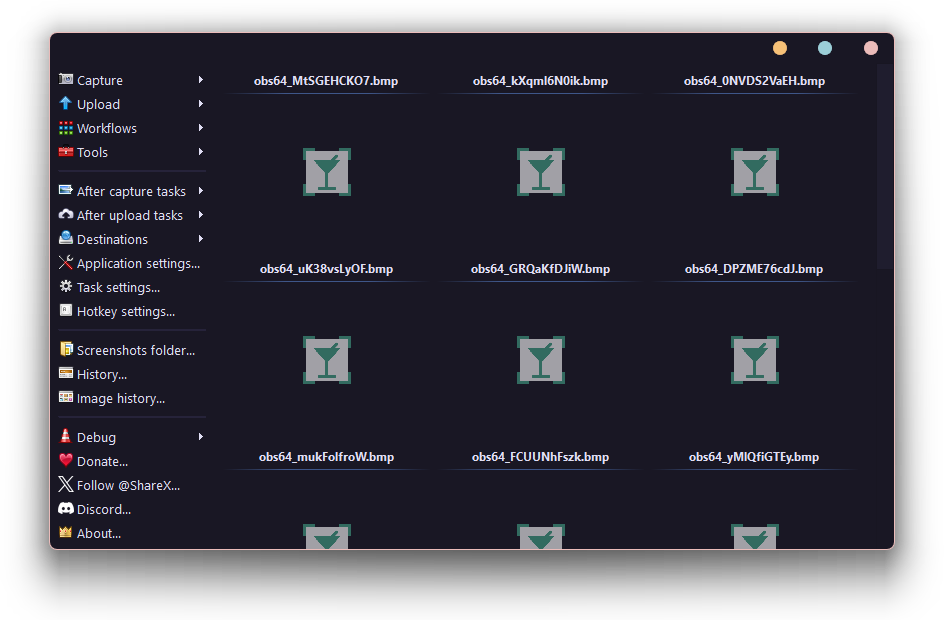 Capture
Upload
Workflows
Tools
After capture tasks
After upload tasks
Destinations
Application settings...
Task settings...
Hotkey settings...
Screenshots folder...
History...
Image history...
Debug
Donate...
Follow @ShareX...
Discord...
About...
obs64_MtSGEHCKO7.bmp
obs64_kXqml6N0ik.bmp
obs64_0NVDS2VaEH.bmp
obs64_uK38vsLyOF.bmp
obs64_GRQaKfDJiW.bmp
obs64_DPZME76cdJ.bmp
obs64_mukFolfroW.bmp
obs64_FCUUNhFszk.bmp
obs64_yMlQfiGTEy.bmp